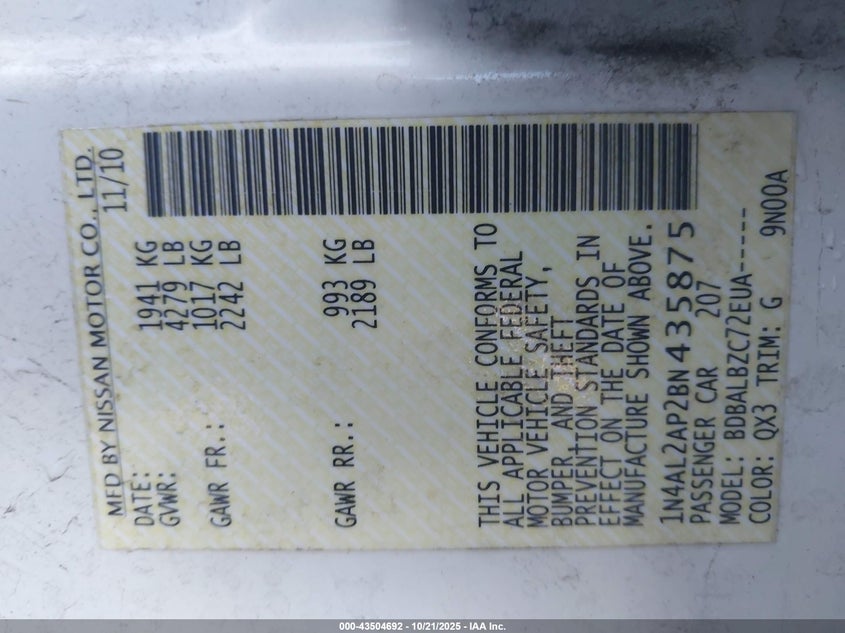 MFD BY NISSAN MOTOR CO., LTD.
DATE: 11/10
GVWR: 1941 KG
4279 LB
GAWR FR.: 1017 KG
2242 LB
GAWR RR.: 993 KG
2189 LB
THIS VEHICLE CONFORMS TO
ALL APPLICABLE FEDERAL
MOTOR VEHICLE SAFETY,
BUMPER, AND THEFT
PREVENTION STANDARDS IN
EFFECT ON THE DATE OF
MANUFACTURE SHOWN ABOVE.
1N4AL2AP2BN435875
PASSENGER CAR 207
MODEL: BDBALBZC72EUA-----
COLOR: QX3 TRIM: G 9N00A
000-43504692 - 10/21/2025 - IAA Inc.